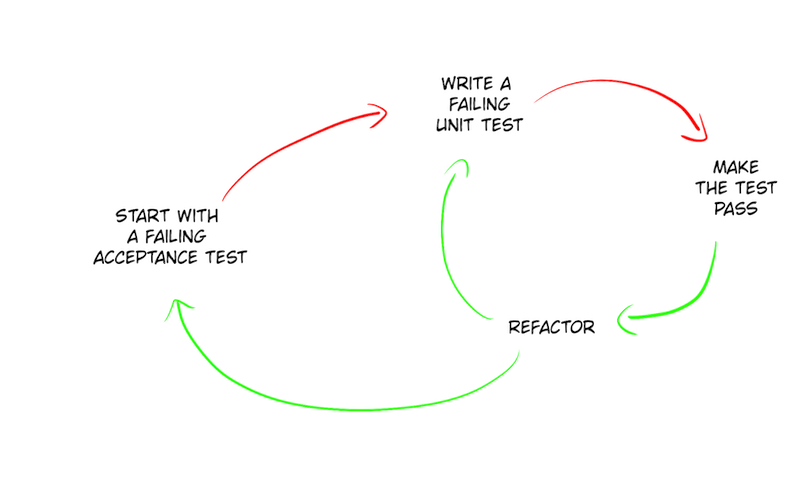 WRITE A
FAILING
UNIT TEST
MAKE
THE TEST
PASS
START WITH
A FAILING
ACCEPTANCE TEST
REFACTOR